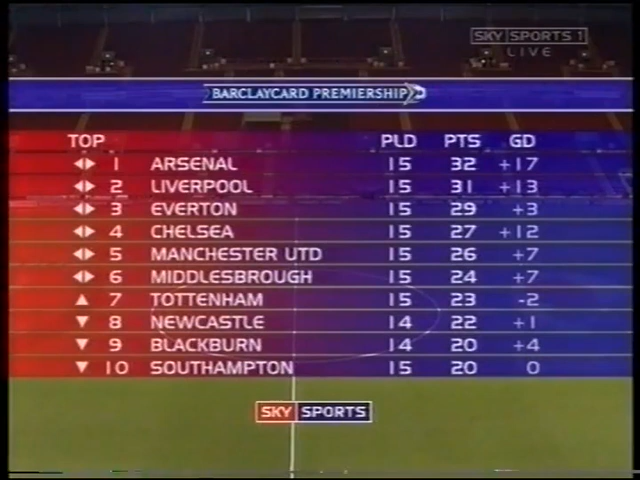 SKY SPORTS 1
LIVE
BARCLAYCARD PREMIERSHIP
TOP PLD PTS GD
1 ARSENAL 15 32 +17
2 LIVERPOOL 15 31 +13
3 EVERTON 15 29 +3
4 CHELSEA 15 27 +12
5 MANCHESTER UTD 15 26 +7
6 MIDDLESBROUGH 15 24 +7
7 TOTTENHAM 15 23 -2
8 NEWCASTLE 14 22 +1
9 BLACKBURN 14 20 +4
10 SOUTHAMPTON 15 20 0
SKY SPORTS